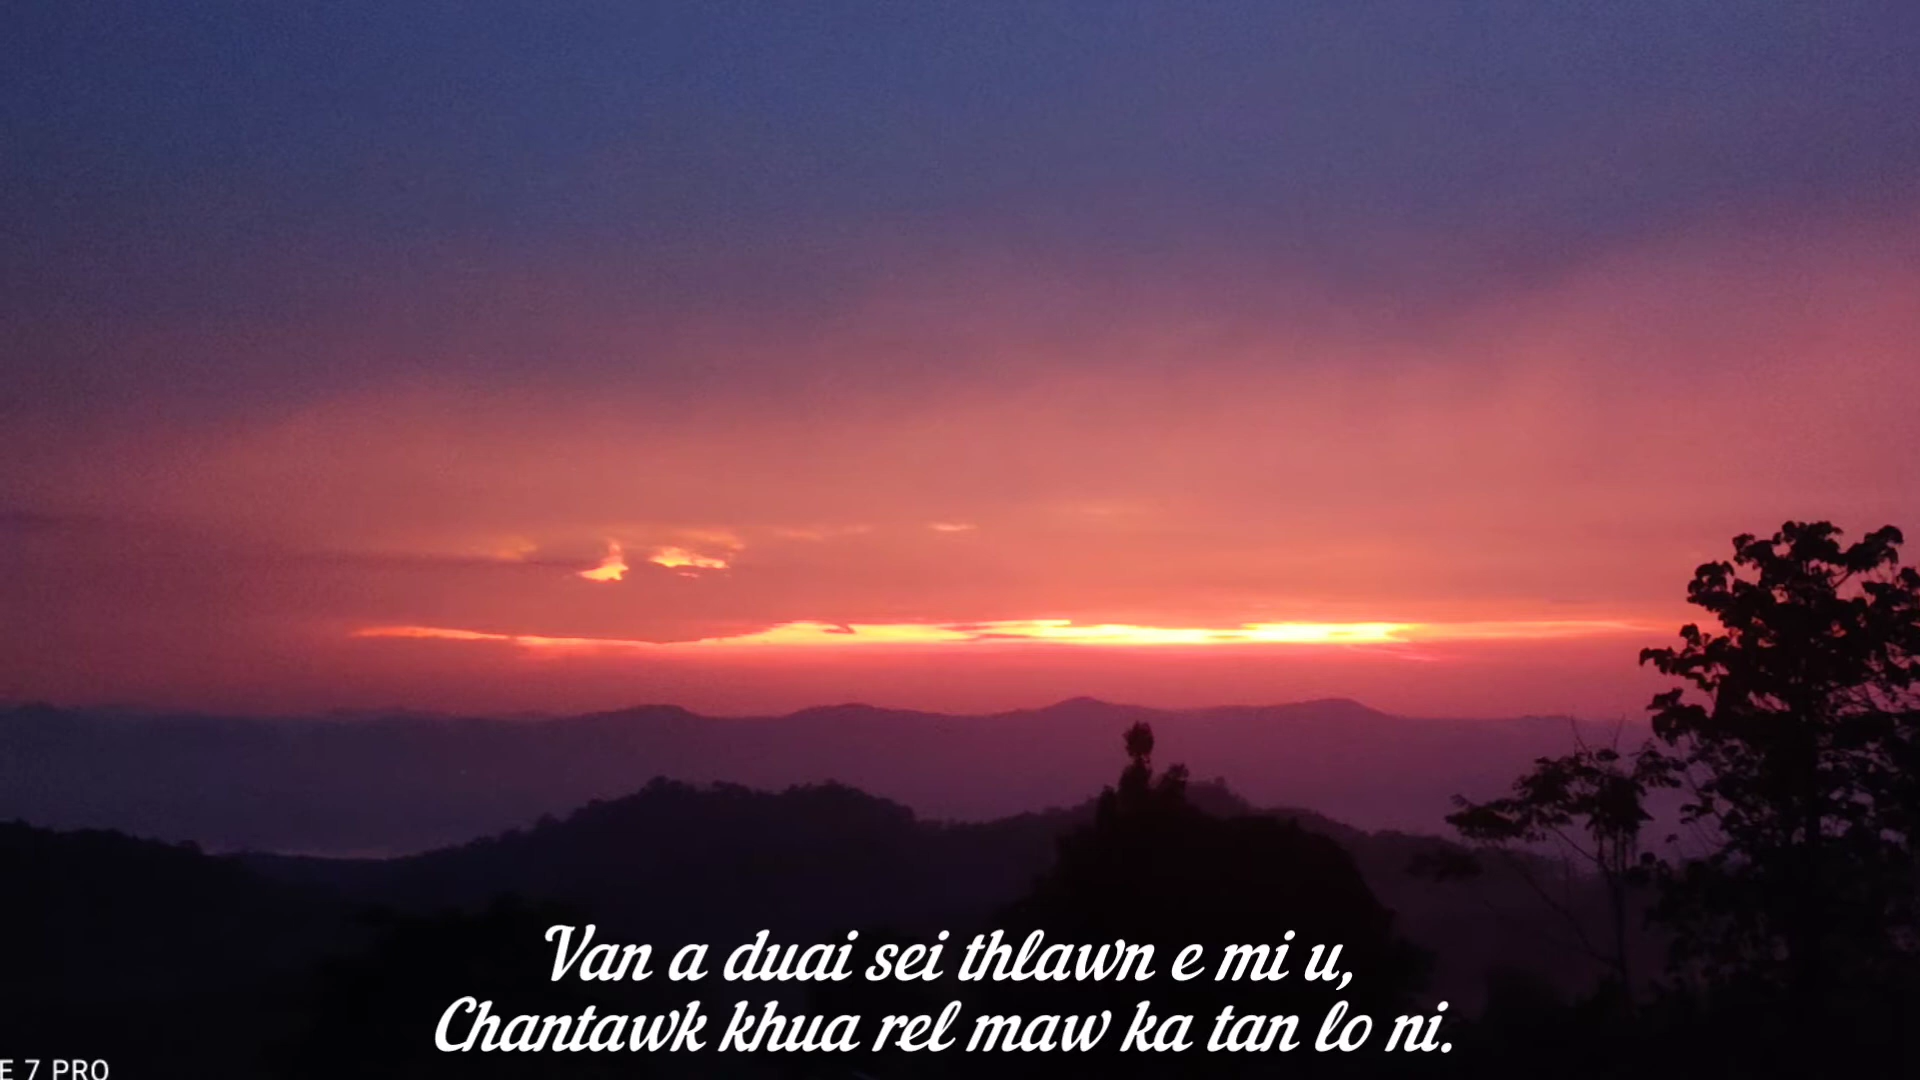 Van a duai sei thlawn e mi u,
Chantawk khua rel maw ka tan lo ni.
E 7 PRO